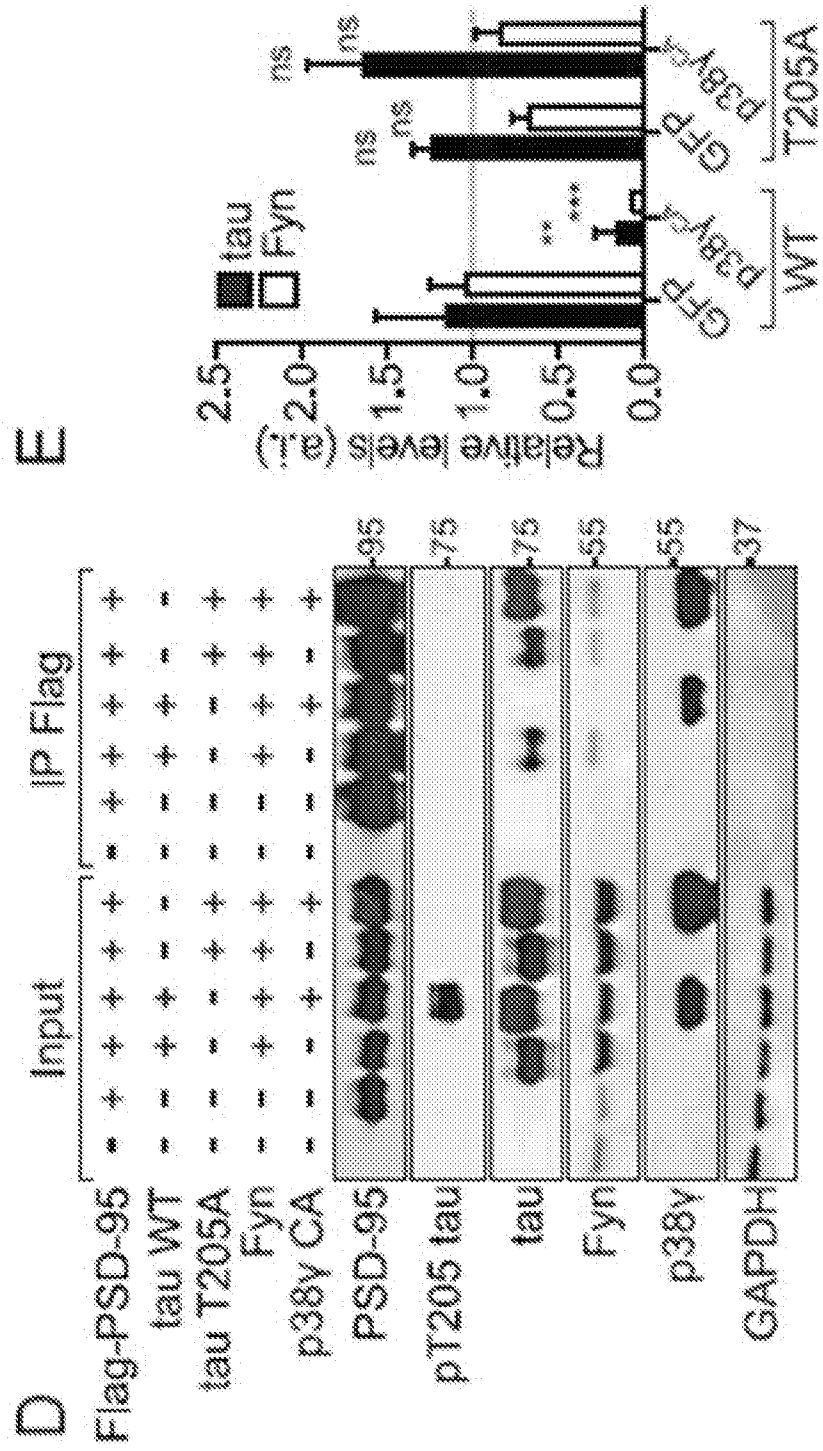 D
Input
IP Flag
Flag-PSD-95 - + + + + + - + + + + +
tau WT - - + + - - - - + + - -
tau T205A - - - - + + - - - - + +
Fyn - - + + + + - - + + + +
p38γ CA - - - + - + - - - + - +
PSD-95 95
pT205 tau 75
tau 75
Fyn 55
p38γ 55
GAPDH 37
E
Relative levels (a.i.)
2.5
2.0
1.5
1.0
0.5
0.0
tau
Fyn
** ***
ns ns
ns ns
GFP p38γCA GFP p38γCA
WT T205A